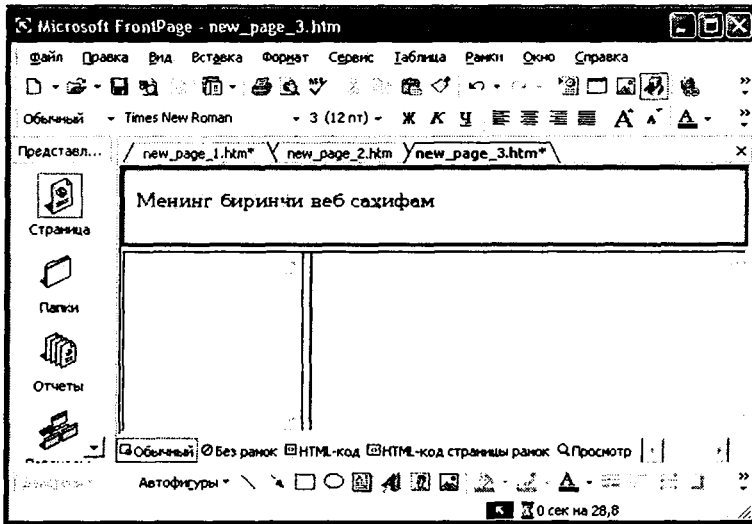 Microsoft FrontPage - new_page_3.htm
Файл Правка Вид Вставка Формат Сервис Таблица Рамки Окно Справка
Обычный Times New Roman 3 (12 пт) Ж К Ч
Представл... new_page_1.htm* new_page_2.htm new_page_3.htm*
Менинг биринчи веб сахифам
Страница
Папки
Отчеты
Обычный Без рамок HTML-код HTML-код страницы рамок Просмотр
Автофигуры
0 сек на 28,8